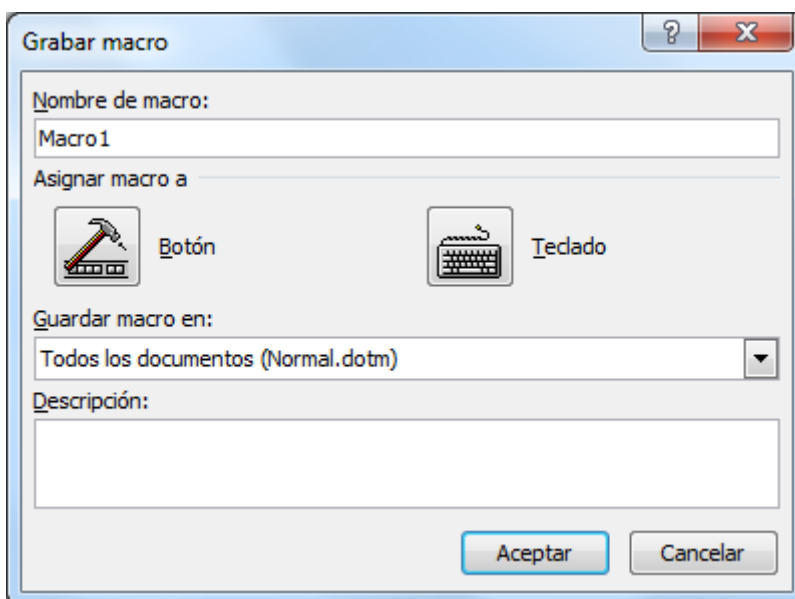 Grabar macro
Nombre de macro:
Macro1
Asignar macro a
Botón
Teclado
Guardar macro en:
Todos los documentos (Normal.dotm)
Descripción:
Aceptar
Cancelar